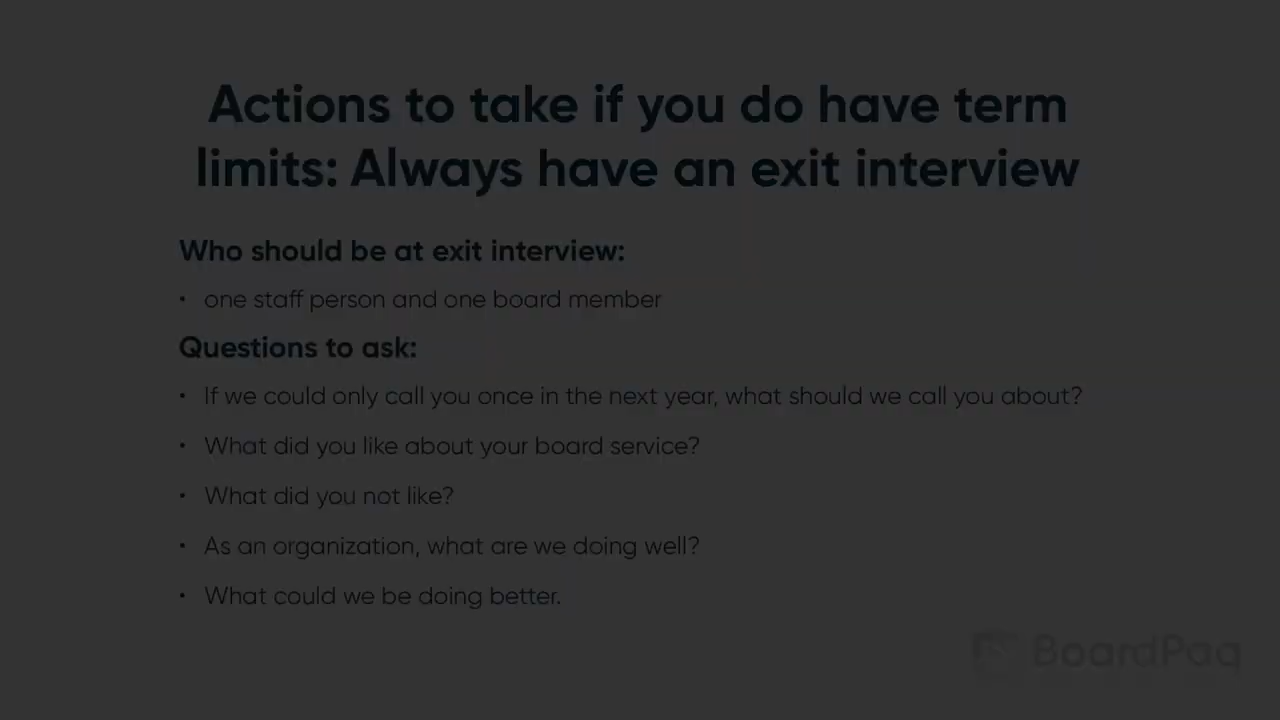 Actions to take if you do have term
limits: Always have an exit interview
Who should be at exit interview:
• one staff person and one board member
Questions to ask:
• If we could only call you once in the next year, what should we call you about?
• What did you like about your board service?
• What did you not like?
• As an organization, what are we doing well?
• What could we be doing better.
BoardPaq